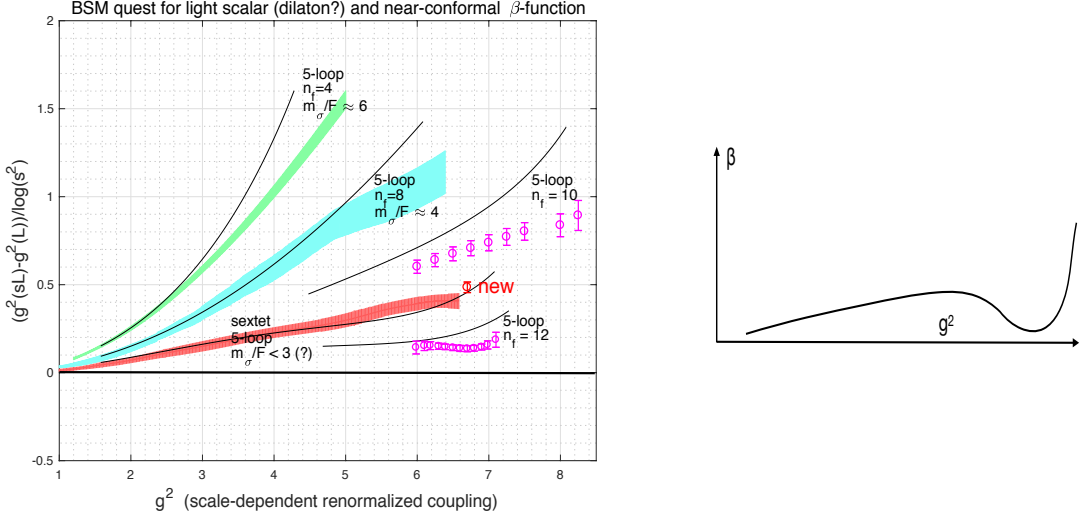 BSM quest for light scalar (dilaton?) and near-conformal β-function
2
1.5
1
0.5
0
-0.5
(g²(sL)-g²(L))/log(s²)
5-loop
n_f=4
m_σ/F ≈ 6
5-loop
n_f=8
m_σ/F ≈ 4
5-loop
n_f = 10
new
sextet
5-loop
m_σ/F < 3 (?)
5-loop
n_f = 12
1 2 3 4 5 6 7 8
g² (scale-dependent renormalized coupling)
β
g²